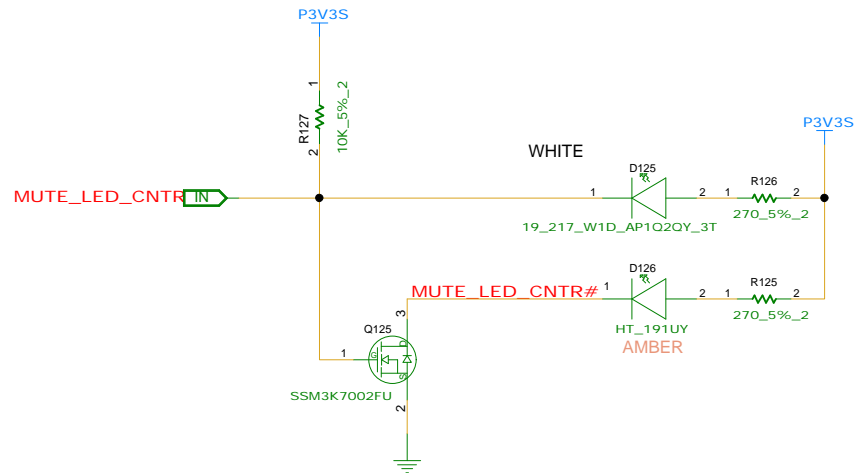 P3V3S
1
R127
10K_5%_2
2
P3V3S
WHITE
D125
R126
MUTE_LED_CNTR
IN
1
2
1
2
19_217_W1D_AP1Q2QY_3T
270_5%_2
D126
R125
MUTE_LED_CNTR#
1
2
1
2
HT_191UY
270_5%_2
AMBER
3
Q125
D
1
G
S
SSM3K7002FU
2